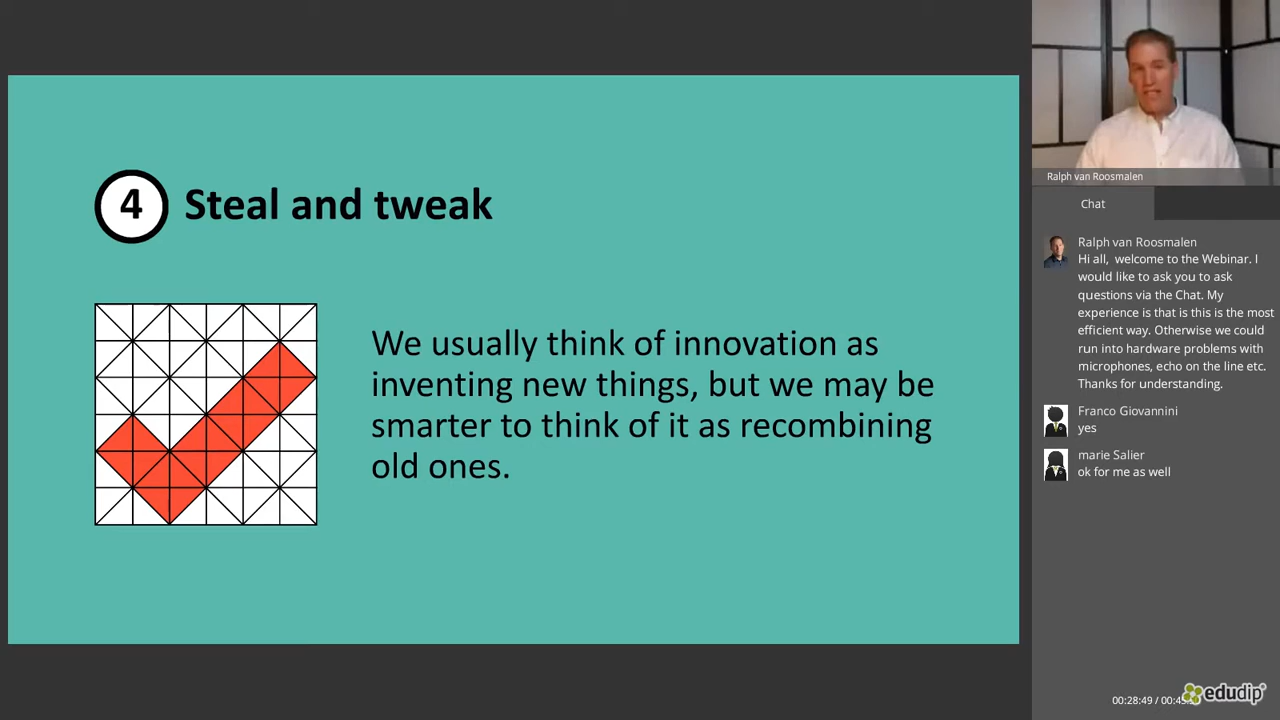 4 Steal and tweak
We usually think of innovation as
inventing new things, but we may be
smarter to think of it as recombining
old ones.
Ralph van Roosmalen
Chat
Ralph van Roosmalen
Hi all, welcome to the Webinar. I
would like to ask you to ask
questions via the Chat. My
experience is that is this is the most
efficient way. Otherwise we could
run into hardware problems with
microphones, echo on the line etc.
Thanks for understanding.
Franco Giovannini
yes
marie Salier
ok for me as well
00:28:49 /
edudip